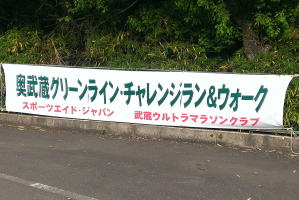 奥武蔵グリーンライン・チャレンジラン&ウォーク
スポーツエイド・ジャパン 武蔵ウルトラマラソンクラブ